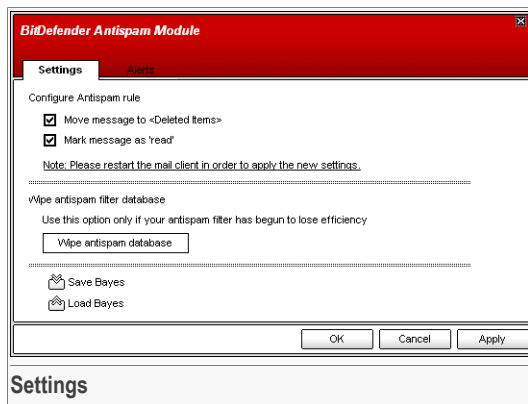 BitDefender Antispam Module
Settings Alerts
Configure Antispam rule
Move message to <Deleted Items>
Mark message as 'read'
Note: Please restart the mail client in order to apply the new settings.
Wipe antispam filter database
Use this option only if your antispam filter has begun to lose efficiency
Wipe antispam database
Save Bayes
Load Bayes
OK Cancel Apply
Settings